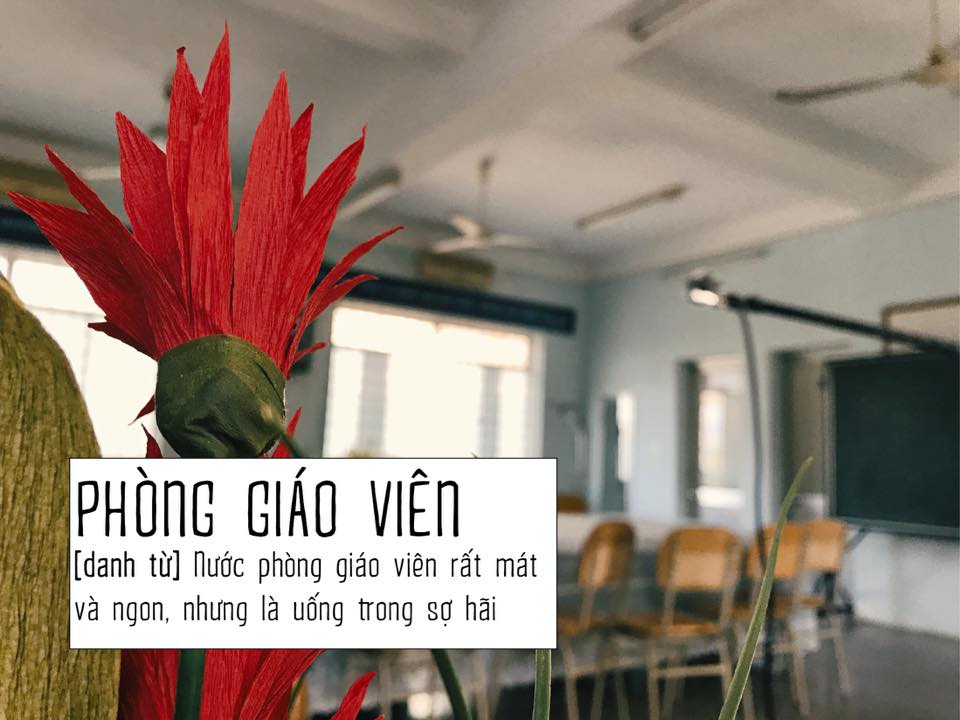 PHÒNG GIÁO VIÊN
[danh từ] Nước phòng giáo viên rất mát
và ngon, nhưng là uống trong sợ hãi